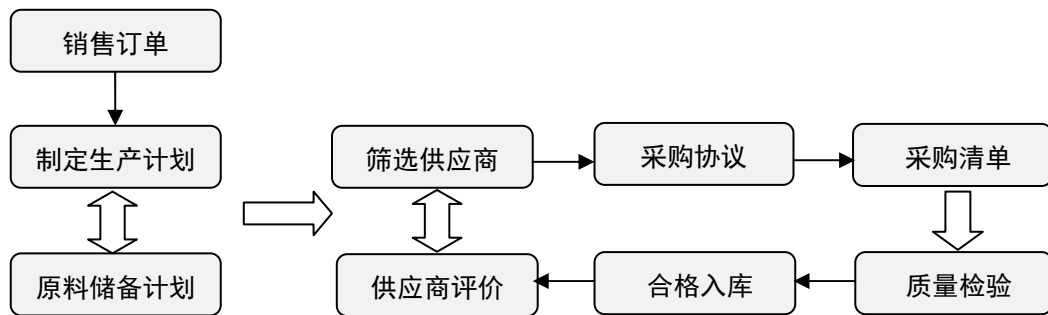 销售订单
制定生产计划
筛选供应商
采购协议
采购清单
原料储备计划
供应商评价
合格入库
质量检验